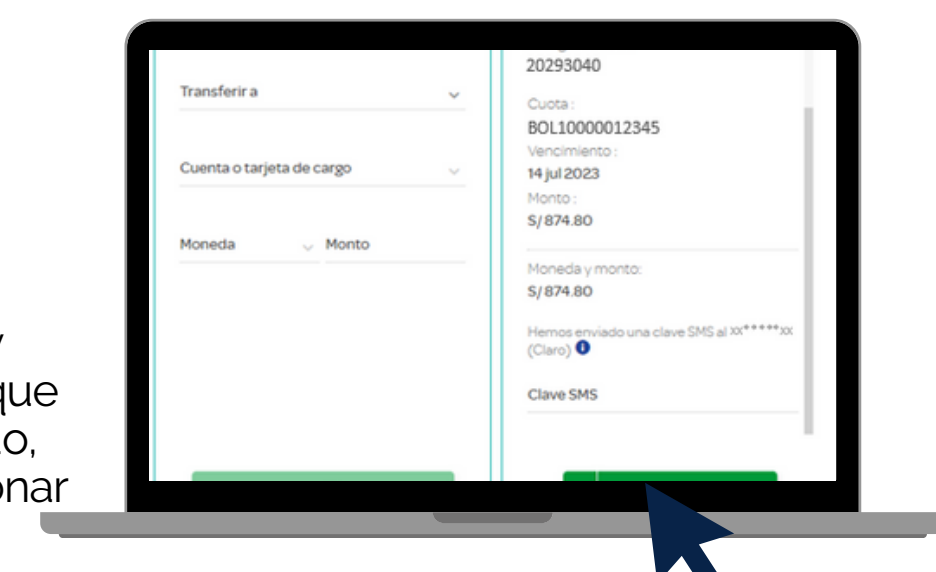 Transferir a
Cuenta o tarjeta de cargo
Moneda
Monto
20293040
Cuota :
BOL10000012345
Vencimiento :
14 jul 2023
Monto :
S/ 874.80
Moneda y monto:
S/ 874.80
Hemos enviado una clave SMS al xx*****xx
(Claro)
Clave SMS
que